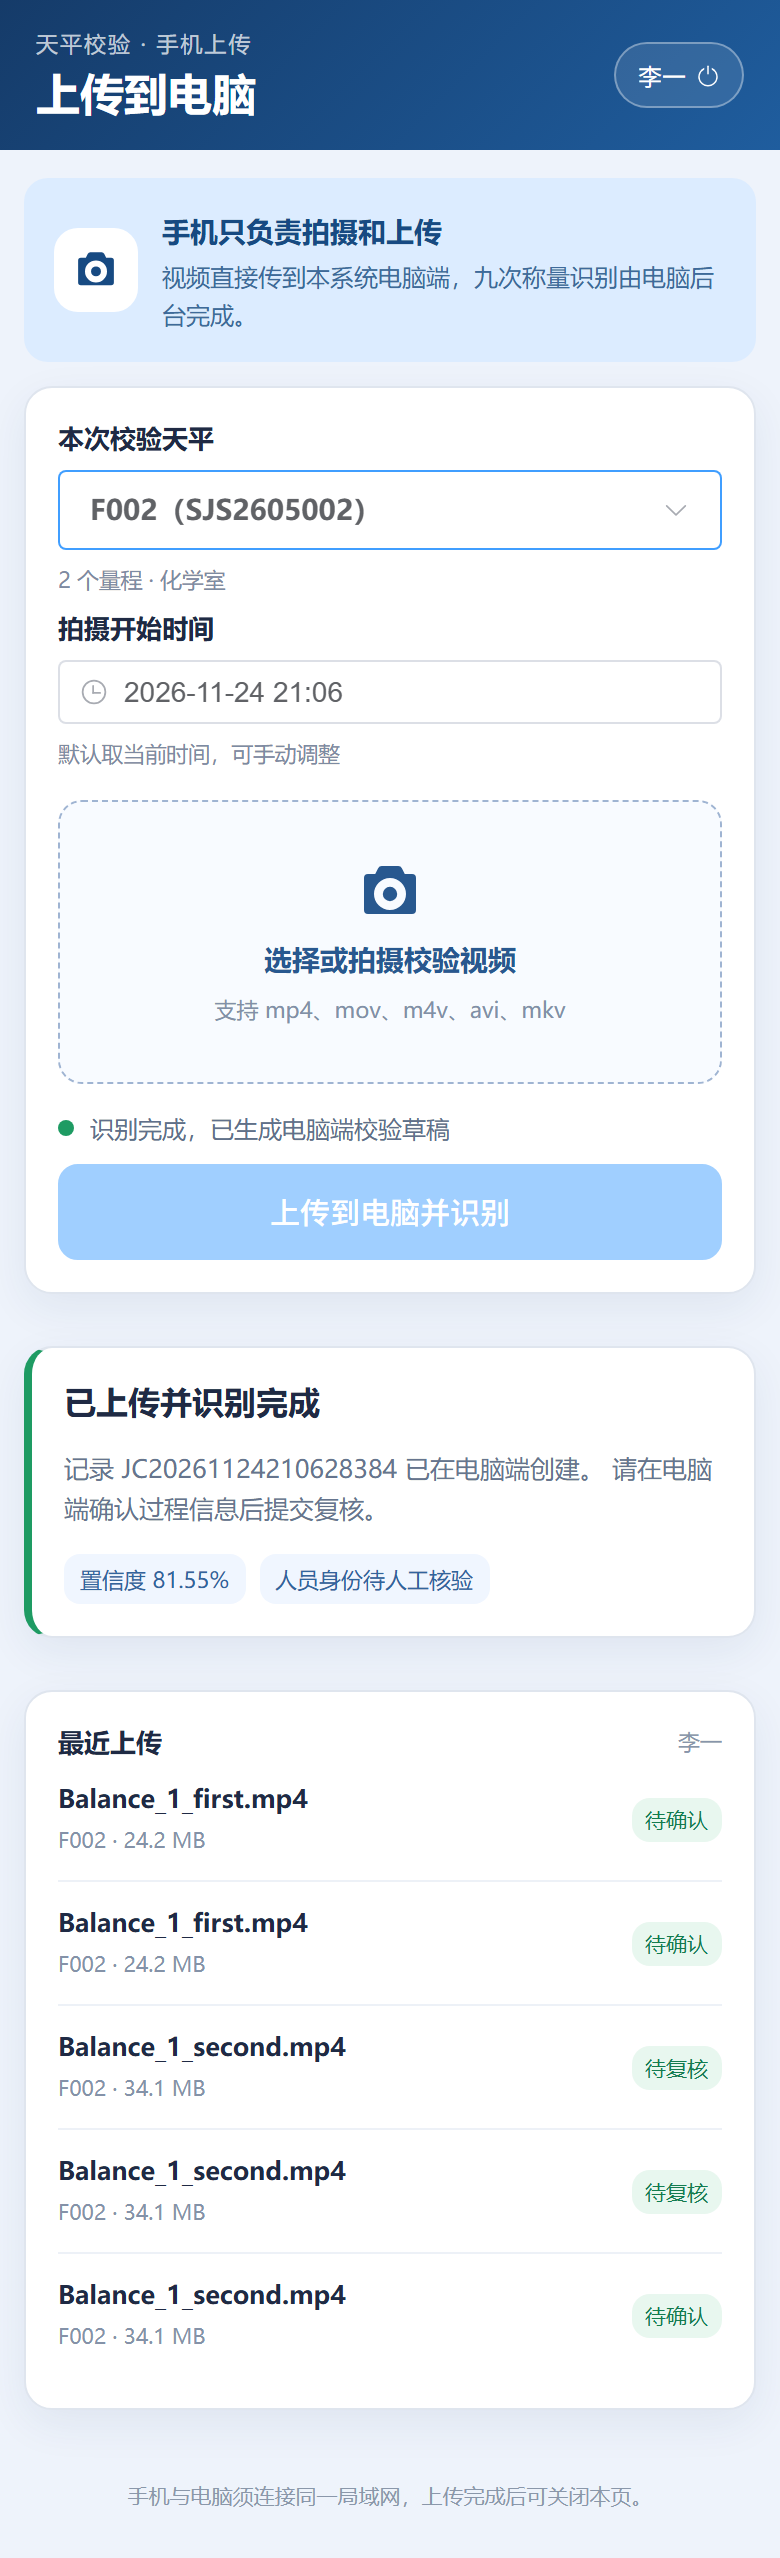 天平校验 · 手机上传
上传到电脑
李一
手机只负责拍摄和上传
视频直接传到本系统电脑端，九次称量识别由电脑后
台完成。
本次校验天平
F002（SJS2605002）
2 个量程 · 化学室
拍摄开始时间
2026-11-24 21:06
默认取当前时间，可手动调整
选择或拍摄校验视频
支持 mp4、mov、m4v、avi、mkv
识别完成，已生成电脑端校验草稿
上传到电脑并识别
已上传并识别完成
记录 JC20261124210628384 已在电脑端创建。 请在电脑
端确认过程信息后提交复核。
置信度 81.55%
人员身份待人工核验
最近上传
李一
Balance_1_first.mp4
F002 · 24.2 MB
待确认
Balance_1_first.mp4
F002 · 24.2 MB
待确认
Balance_1_second.mp4
F002 · 34.1 MB
待复核
Balance_1_second.mp4
F002 · 34.1 MB
待复核
Balance_1_second.mp4
F002 · 34.1 MB
待确认
手机与电脑须连接同一局域网，上传完成后可关闭本页。